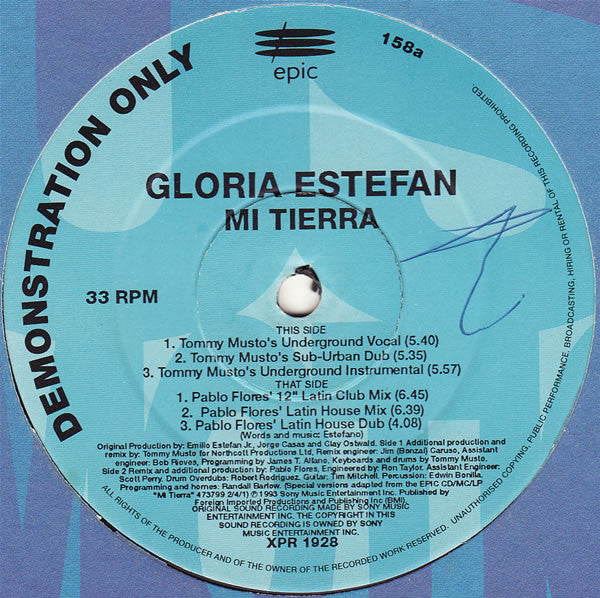 DEMONSTRATION ONLY
epic
158a
GLORIA ESTEFAN
MI TIERRA
33 RPM
THIS SIDE
1. Tommy Musto's Underground Vocal (5.40)
2. Tommy Musto's Sub-Urban Dub (5.35)
3. Tommy Musto's Underground Instrumental (5.57)
THAT SIDE
1. Pablo Flores' 12" Latin Club Mix (6.45)
2. Pablo Flores' Latin House Mix (6.39)
3. Pablo Flores' Latin House Dub (4.08)
(Words and music: Estefano)
Original Production by: Emilio Estefan Jr., Jorge Casas and Clay Ostwald. Side 1 Additional production and
remix by: Tommy Musto for Northcott Productions Ltd, Remix engineer: Jim (Bonzai) Caruso, Assistant
engineer: Bob Roves, Programming by: James T. Alfano, Keyboards and drums by Tommy Musto.
Side 2 Remix and additional production by: Pablo Flores, Engineered by: Ron Taylor, Assistant Engineer:
Scott Perry. Drum Overdubs: Robert Rodriguez, Guitar: Tim Mitchell, Percussion: Edwin Bonilla,
Programming and homes: Randall Barlow. (Special versions adapted from the EPIC CD/MC/LP
"Mi Tierra" 473799 2/4/1) ℗ 1993 Sony Music Entertainment Inc. Published by
Foreign Imported Productions and Publishing Inc (BMI).
ORIGINAL SOUND RECORDING MADE BY SONY MUSIC
ENTERTAINMENT INC. THE COPYRIGHT IN THIS
SOUND RECORDING IS OWNED BY SONY
MUSIC ENTERTAINMENT INC.
XPR 1928
ALL RIGHTS OF THE PRODUCER AND OF THE OWNER OF THE RECORDED WORK RESERVED. UNAUTHORISED COPYING, PUBLIC PERFORMANCE, BROADCASTING, HIRING OR RENTAL OF THIS RECORDING PROHIBITED.